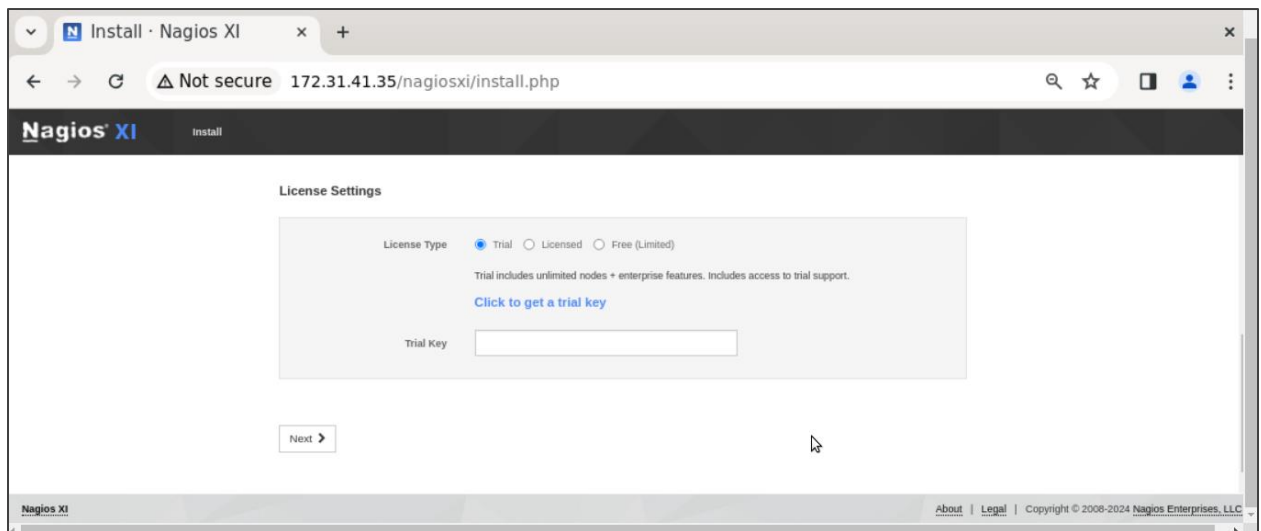 Install · Nagios XI
Not secure 172.31.41.35/nagiosxi/install.php
Nagios® XI Install
License Settings
License Type Trial Licensed Free (Limited)
Trial includes unlimited nodes + enterprise features. Includes access to trial support.
Click to get a trial key
Trial Key
Next
Nagios XI About | Legal | Copyright © 2008-2024 Nagios Enterprises, LLC